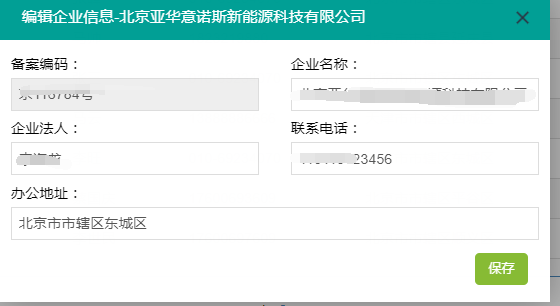 编辑企业信息-北京亚华意诺斯新能源科技有限公司
备案编码：
企业名称：
企业法人：
联系电话：
23456
办公地址：
北京市市辖区东城区
保存